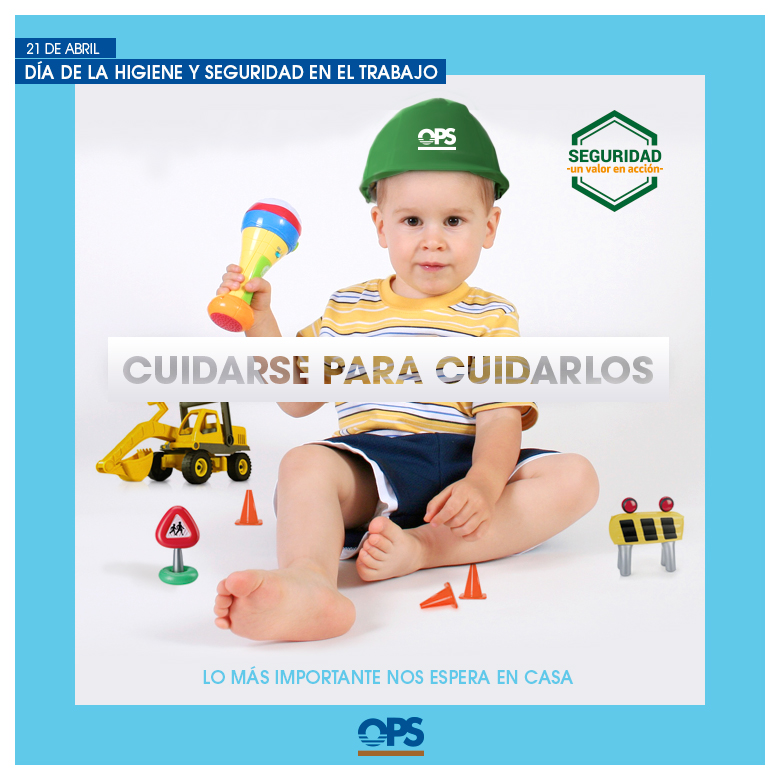 21 DE ABRIL
DÍA DE LA HIGIENE Y SEGURIDAD EN EL TRABAJO
OPS
SEGURIDAD
-un valor en acción-
CUIDARSE PARA CUIDARLOS
LO MÁS IMPORTANTE NOS ESPERA EN CASA
OPS